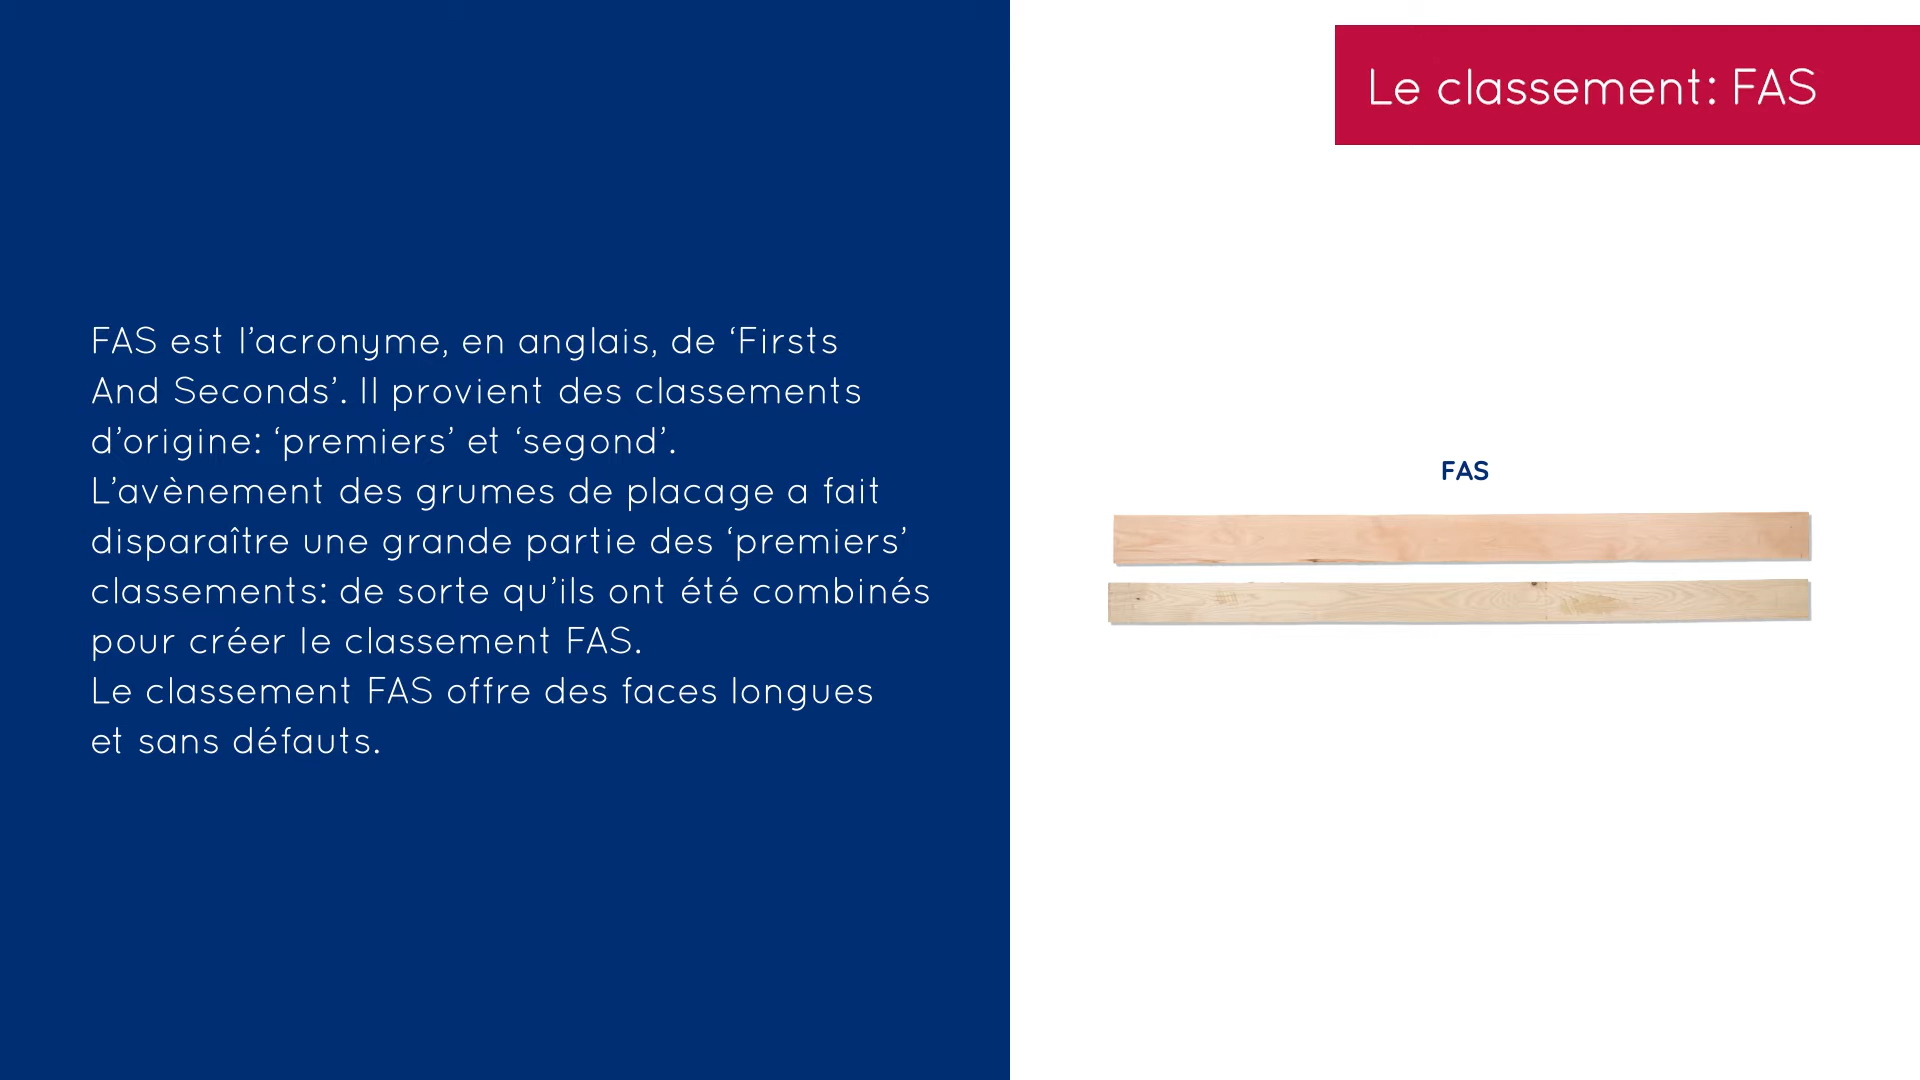 Le classement: FAS
FAS est l’acronyme, en anglais, de ‘Firsts
And Seconds’. Il provient des classements
d’origine: ‘premiers’ et ‘segond’.
L’avènement des grumes de placage a fait
disparaître une grande partie des ‘premiers’
classements: de sorte qu’ils ont été combinés
pour créer le classement FAS.
Le classement FAS offre des faces longues
et sans défauts.
FAS